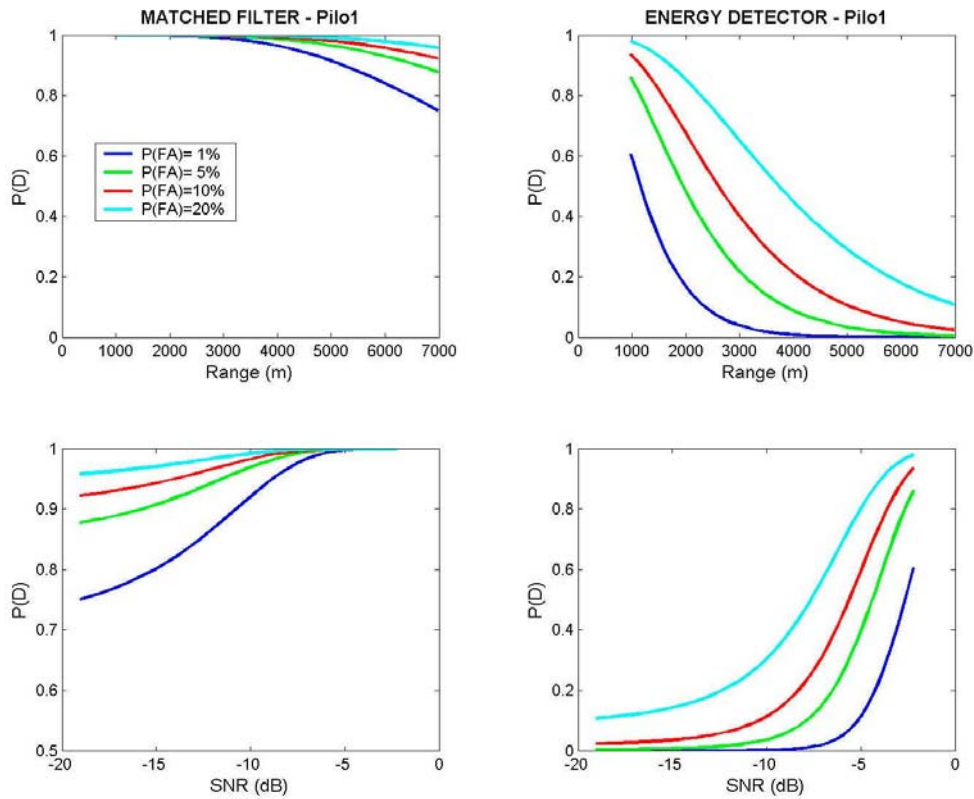 MATCHED FILTER - Pilo1
1
0.8
0.6
0.4
0.2
0
P(D)
P(FA)= 1%
P(FA)= 5%
P(FA)=10%
P(FA)=20%
0 1000 2000 3000 4000 5000 6000 7000
Range (m)
ENERGY DETECTOR - Pilo1
1
0.8
0.6
0.4
0.2
0
P(D)
1000 2000 3000 4000 5000 6000 7000
Range (m)
1
0.9
0.8
0.7
0.6
0.5
P(D)
-20 -15 -10 -5 0
SNR (dB)
1
0.8
0.6
0.4
0.2
0
P(D)
-20 -15 -10 -5 0
SNR (dB)